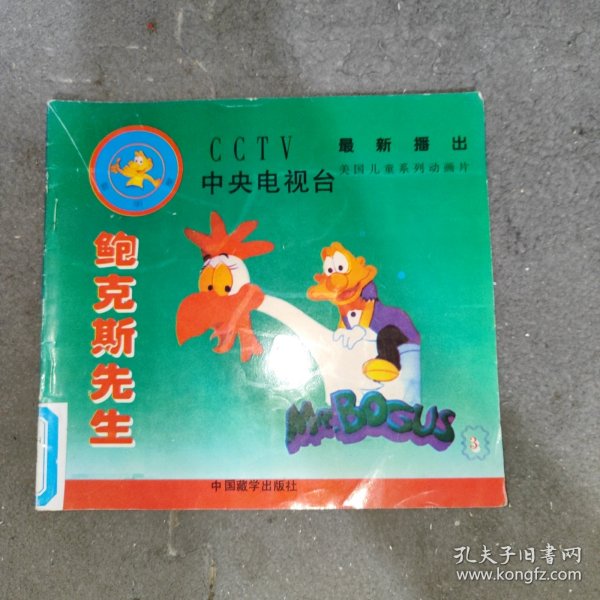 CCTV
中央电视台
最新播出
美国儿童系列动画片
鲍克斯先生
MR BOGUS
3
中国藏学出版社
孔夫子旧书网
www.kongfz.com